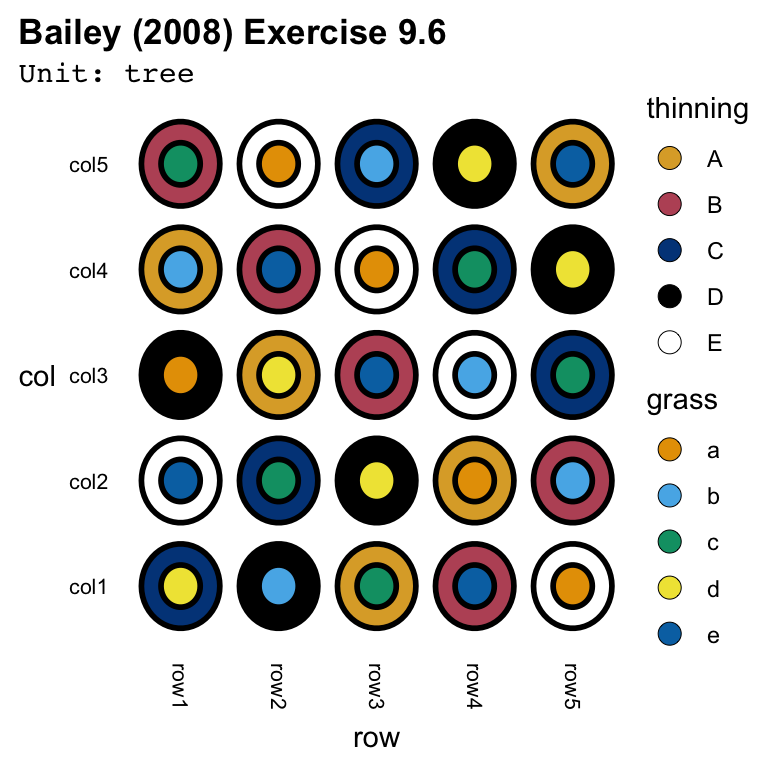 Bailey (2008) Exercise 9.6
Unit: tree
col
col5
col4
col3
col2
col1
row1
row2
row3
row4
row5
row
thinning
A
B
C
D
E
grass
a
b
c
d
e